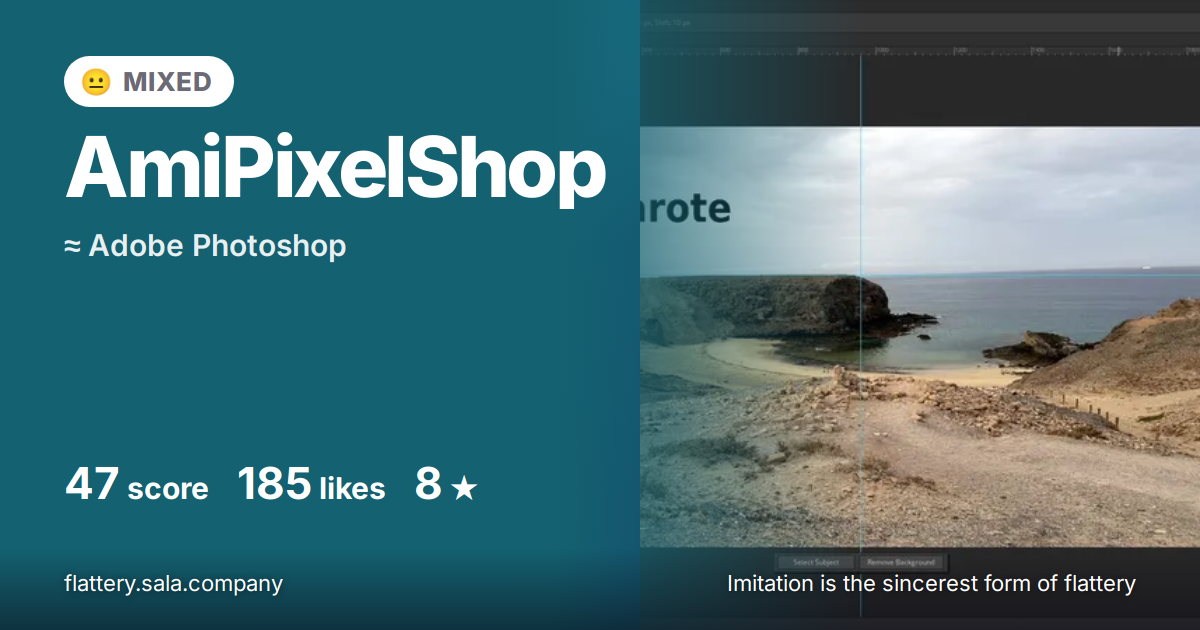 😐 MIXED
AmiPixelShop
≈ Adobe Photoshop
47 score 185 likes 8 ★
flattery.sala.company
rote
Select Subject Remove Background
Imitation is the sincerest form of flattery